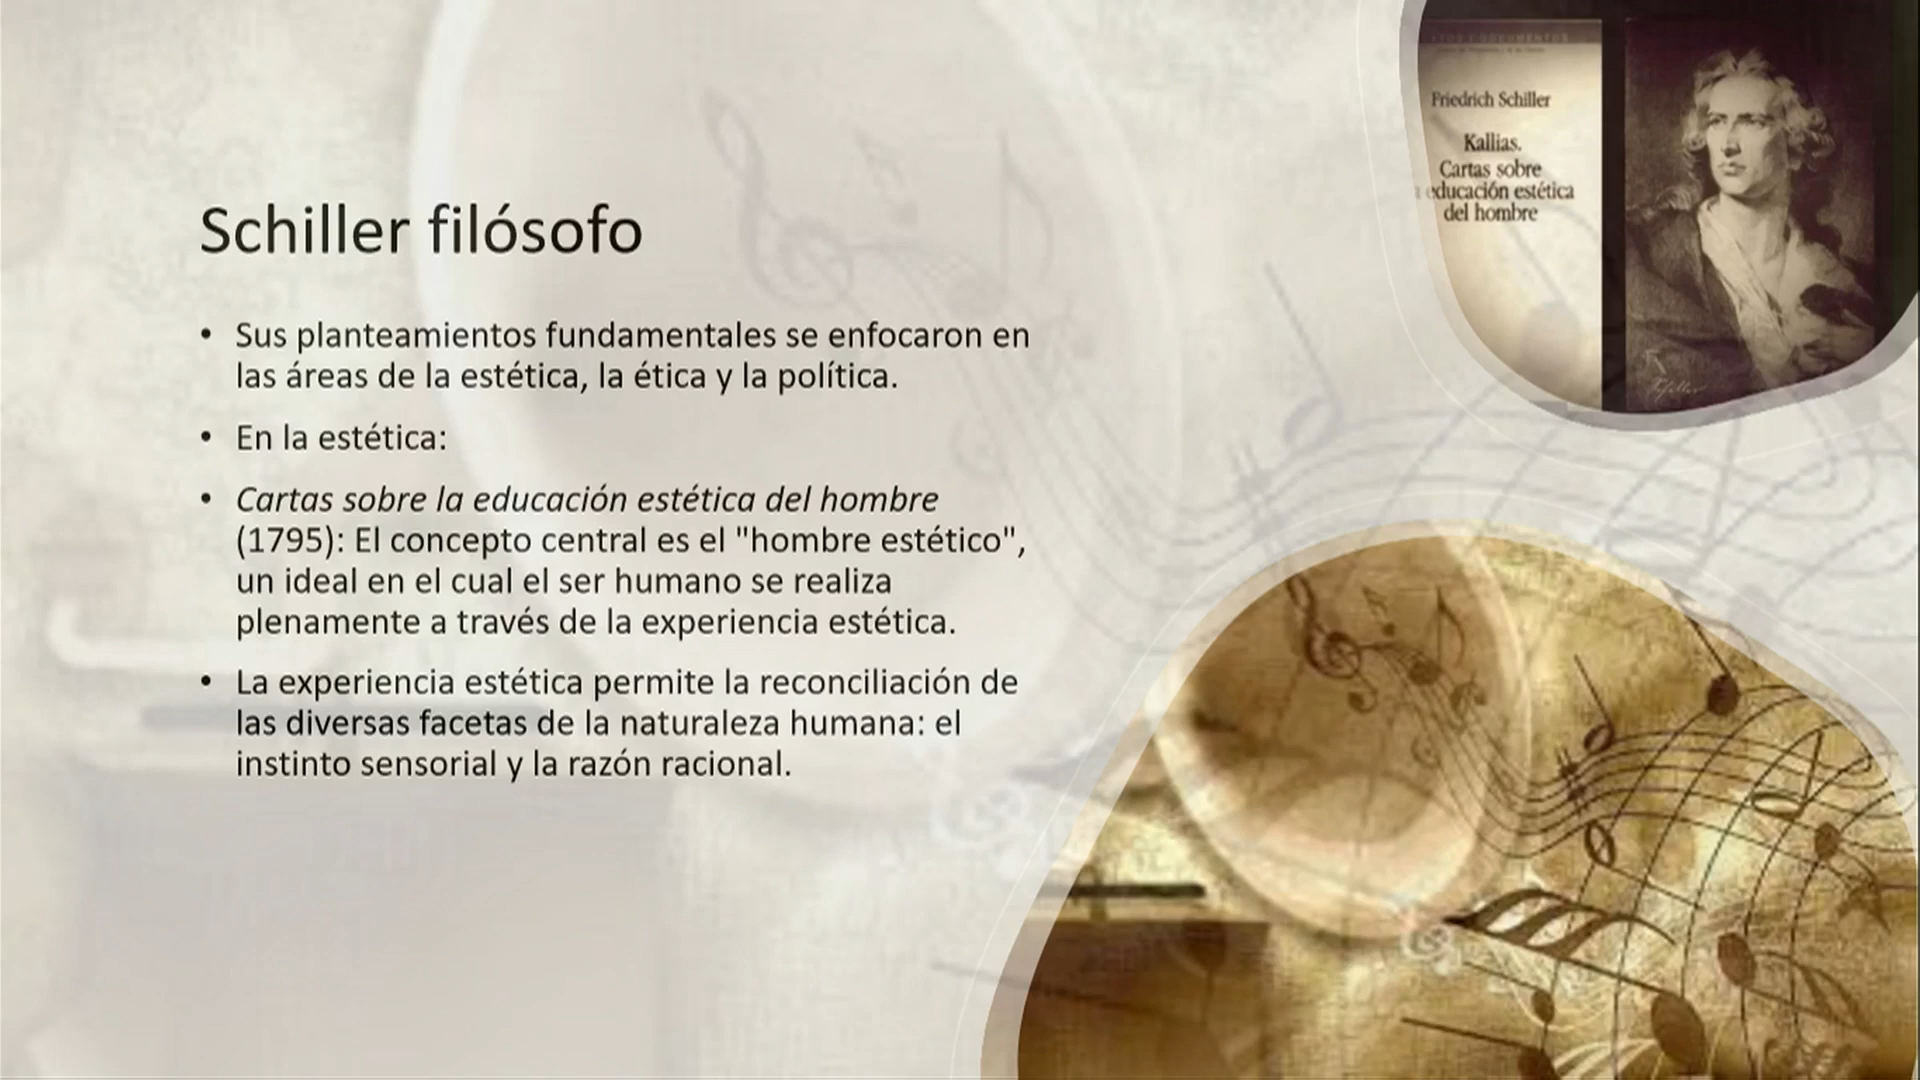 Schiller filósofo
• Sus planteamientos fundamentales se enfocaron en
las áreas de la estética, la ética y la política.
• En la estética:
• Cartas sobre la educación estética del hombre
(1795): El concepto central es el "hombre estético",
un ideal en el cual el ser humano se realiza
plenamente a través de la experiencia estética.
• La experiencia estética permite la reconciliación de
las diversas facetas de la naturaleza humana: el
instinto sensorial y la razón racional.
Friedrich Schiller
Kallias.
Cartas sobre
educación estética
del hombre